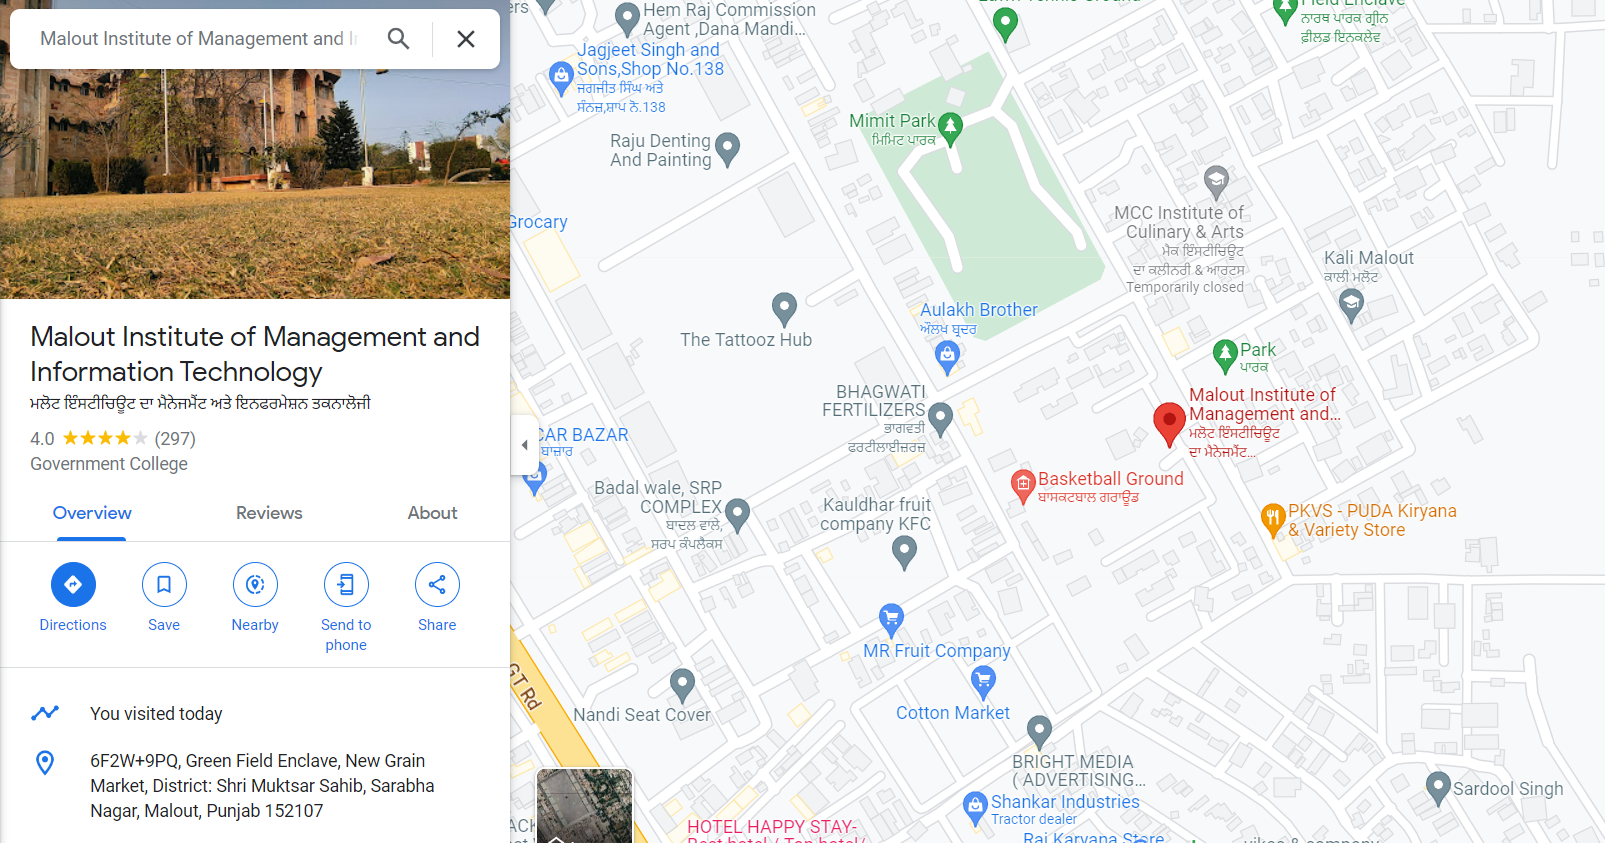 Malout Institute of Management and
Malout Institute of Management and
Information Technology
ਮਲੋਟ ਇੰਸਟੀਚਿਊਟ ਦਾ ਮੈਨੇਜਮੈਂਟ ਅਤੇ ਇਨਫਰਮੇਸ਼ਨ ਤਕਨਾਲੋਜੀ
4.0 ★★★★★ (297)
Government College
Overview
Reviews
About
Directions
Save
Nearby
Send to
phone
Share
You visited today
6F2W+9PQ, Green Field Enclave, New Grain
Market, District: Shri Muktsar Sahib, Sarabha
Nagar, Malout, Punjab 152107
Hem Raj Commission
Agent ,Dana Mandi...
Jagjeet Singh and
Sons,Shop No.138
ਜਗਜੀਤ ਸਿੰਘ ਅਤੇ
ਸੰਨਜ਼,ਸ਼ਾਪ ਨੋ.138
Field Enclave
ਨਾਰਥ ਪਾਰਕ ਗ੍ਰੀਨ
ਫ਼ੀਲਡ ਇਨਕਲੇਵ
Mimit Park
ਮਿਮਿਟ ਪਾਰਕ
Raju Denting
And Painting
Grocary
MCC Institute of
Culinary & Arts
ਮੈਕ ਇੰਸਟੀਚਿਊਟ
ਦਾ ਕਲੀਨਰੀ & ਆਰਟਸ
Temporarily closed
Kali Malout
ਕਾਲੀ ਮਲੋਟ
Aulakh Brother
ਔਲਖ ਬ੍ਰਦਰ
The Tattooz Hub
Park
ਪਾਰਕ
BHAGWATI
FERTILIZERS
ਭਾਗਵਤੀ
ਫਰਟੀਲਾਈਜ਼ਰਜ਼
Malout Institute of
Management and...
ਮਲੋਟ ਇੰਸਟੀਚਿਊਟ
ਦਾ ਮੈਨੇਜਮੈਂਟ...
CAR BAZAR
ਬਾਜ਼ਾਰ
Basketball Ground
ਬਾਸਕਟਬਾਲ ਗਰਾਊਂਡ
Badal wale, SRP
COMPLEX
ਬਾਦਲ ਵਾਲੇ,
ਸਰਪ ਕੰਪਲੈਕਸ
Kauldhar fruit
company KFC
PKVS - PUDA Kiryana
& Variety Store
MR Fruit Company
GT Rd
Nandi Seat Cover
Cotton Market
BRIGHT MEDIA
( ADVERTISING...
Sardool Singh
Shankar Industries
Tractor dealer
HOTEL HAPPY STAY-
Raj Karyana Store